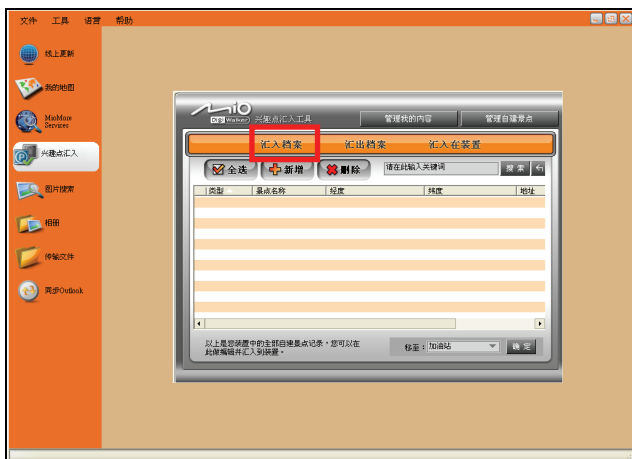 文件 工具 语言 帮助
线上更新
我的地图
MioMore
Services
兴趣点汇入
图片搜索
相册
传输文件
同步Outlook
Mio
DigiWalker 兴趣点汇入工具 管理我的内容 管理自建景点
汇入档案 汇出档案 汇入在装置
全选 新增 删除 请在此输入关键词 搜索
类型 景点名称 经度 纬度 地址
以上是您装置中的全部自建景点记录，您可以在
此做编辑并汇入到装置。
移至：加油站 确定